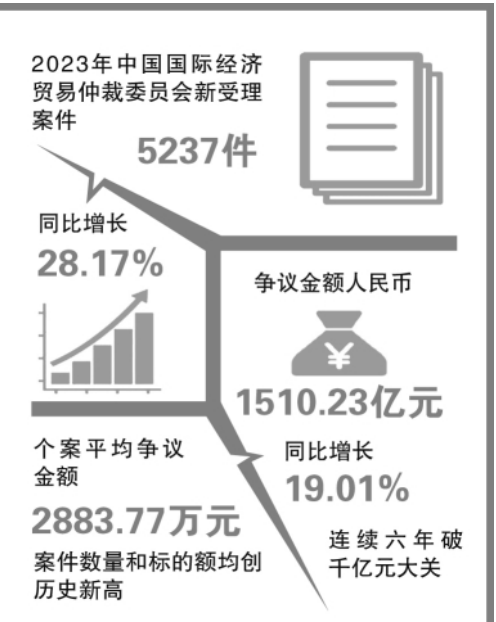 2023年中国国际经济
贸易仲裁委员会新受理
案件
5237件
同比增长
28.17%
争议金额人民币
¥
1510.23亿元
同比增长
19.01%
连续六年破
千亿元大关
个案平均争议
金额
2883.77万元
案件数量和标的额均创
历史新高